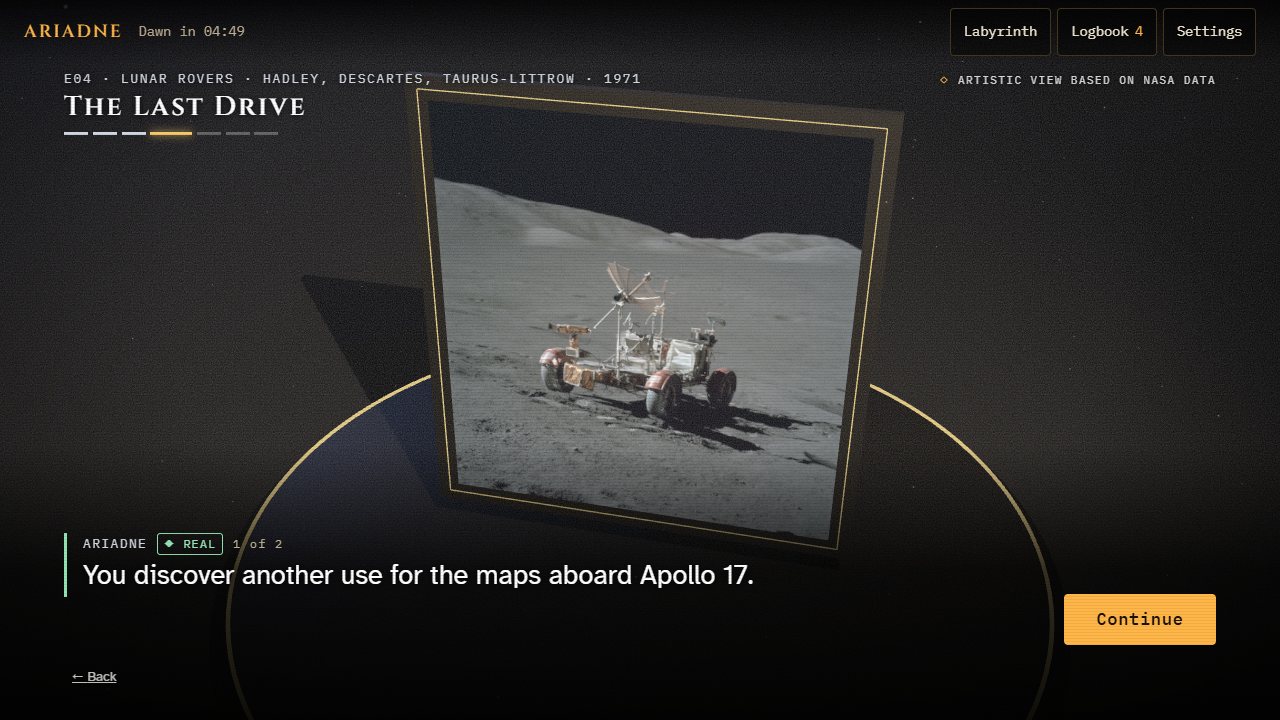 ARIADNE Dawn in 04:49 Labyrinth Logbook 4 Settings
E04 · LUNAR ROVERS · HADLEY, DESCARTES, TAURUS-LITTROW · 1971
◇ ARTISTIC VIEW BASED ON NASA DATA
The Last Drive
ARIADNE ◆ REAL 1 of 2
You discover another use for the maps aboard Apollo 17.
Continue
← Back